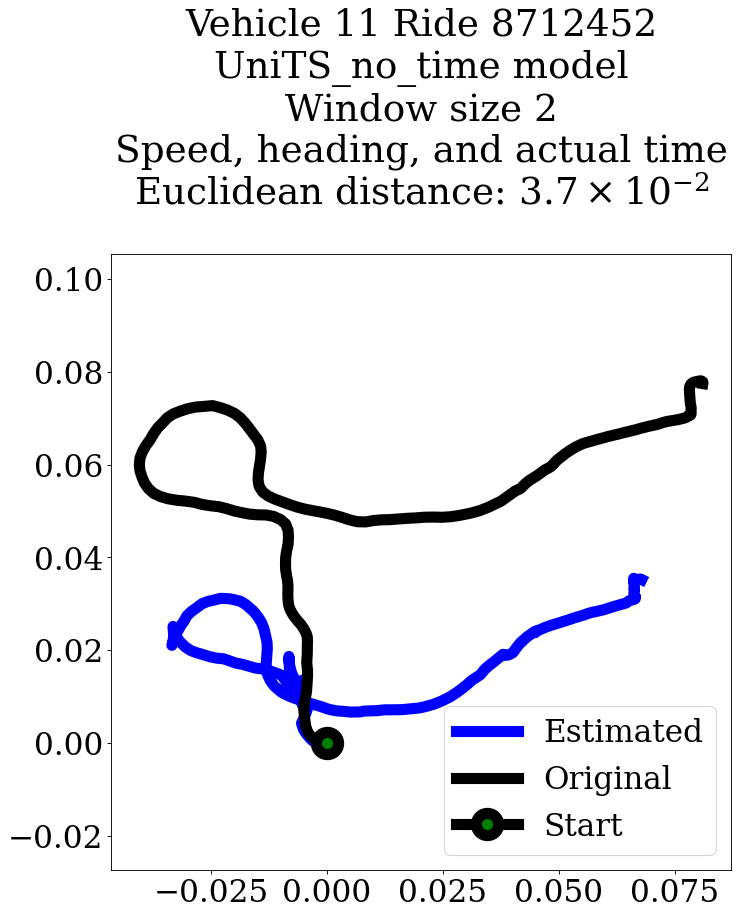 Vehicle 11 Ride 8712452
UniTS_no_time model
Window size 2
Speed, heading, and actual time
Euclidean distance: 3.7 × 10⁻²
0.10
0.08
0.06
0.04
0.02
0.00
−0.02
Estimated
Original
Start
−0.025 0.000 0.025 0.050 0.075